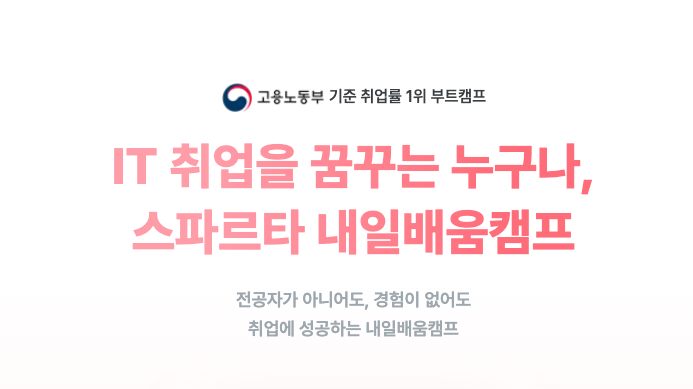 고용노동부 기준 취업률 1위 부트캠프
IT 취업을 꿈꾸는 누구나,
스파르타 내일배움캠프
전공자가 아니어도, 경험이 없어도
취업에 성공하는 내일배움캠프